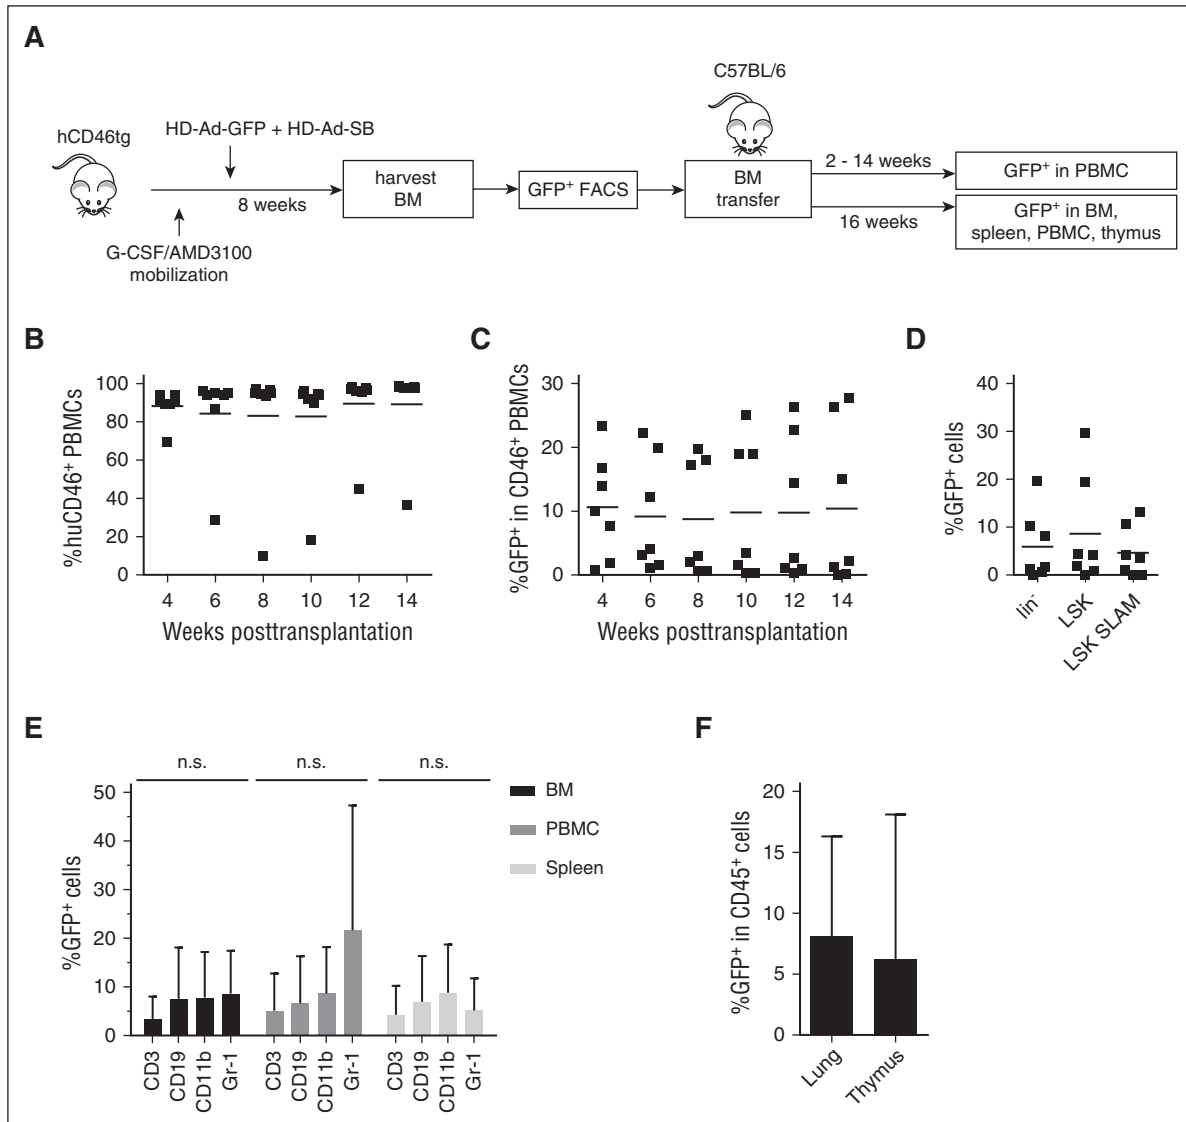 A
C57BL/6
hCD46tg
HD-Ad-GFP + HD-Ad-SB
8 weeks
G-CSF/AMD3100
mobilization
harvest
BM
GFP+ FACS
BM
transfer
2 - 14 weeks
16 weeks
GFP+ in PBMC
GFP+ in BM,
spleen, PBMC, thymus
B
%huCD46+ PBMCs
100
80
60
40
20
0
4 6 8 10 12 14
Weeks posttransplantation
C
%GFP+ in CD46+ PBMCs
30
20
10
0
4 6 8 10 12 14
Weeks posttransplantation
D
%GFP+ cells
40
30
20
10
0
lin-
LSK
LSK SLAM
E
n.s. n.s. n.s.
%GFP+ cells
50
40
30
20
10
0
CD3 CD19 CD11b Gr-1 CD3 CD19 CD11b Gr-1 CD3 CD19 CD11b Gr-1
BM
PBMC
Spleen
F
%GFP+ in CD45+ cells
20
15
10
5
0
Lung
Thymus